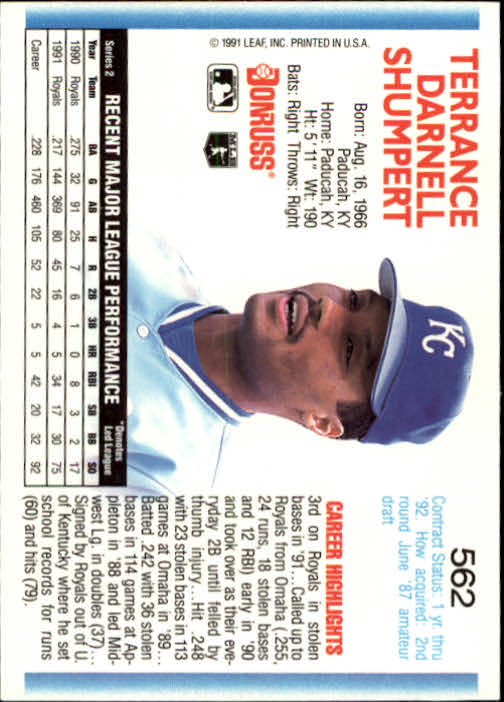 TERRANCE
DARNELL
SHUMPERT
562
Born: Aug. 16, 1966
Paducah, KY
Home: Paducah, KY
Ht: 5' 11" Wt: 190
Bats: Right Throws: Right
DONRUSS
MLB
© 1991 LEAF, INC. PRINTED IN U.S.A.
KC
Contract Status: 1 yr. thru
'92. How acquired: 2nd
round June '87 amateur
draft
CAREER HIGHLIGHTS
3rd on Royals in stolen
bases in '91...Called up to
Royals from Omaha (.255,
24 runs, 18 stolen bases
and 12 RBI) early in '90
and took over as their eve-
ryday 2B until felled by
thumb injury...Hit .248
with 23 stolen bases in 113
games at Omaha in '89...
Batted .242 with 36 stolen
bases in 114 games at Ap-
pleton in '88 and led Mid-
west Lg. in doubles (37)...
Signed by Royals out of U.
of Kentucky where he set
school records for runs
(60) and hits (79).
Series 2 RECENT MAJOR LEAGUE PERFORMANCE *Denotes
Led League
Year Team BA G AB H R 2B 3B HR RBI SB BB SO
1990 Royals .275 32 91 25 7 6 1 0 8 3 2 17
1991 Royals .217 144 369 80 45 16 4 5 34 17 30 75
Career .228 176 460 105 52 22 5 5 42 20 32 92